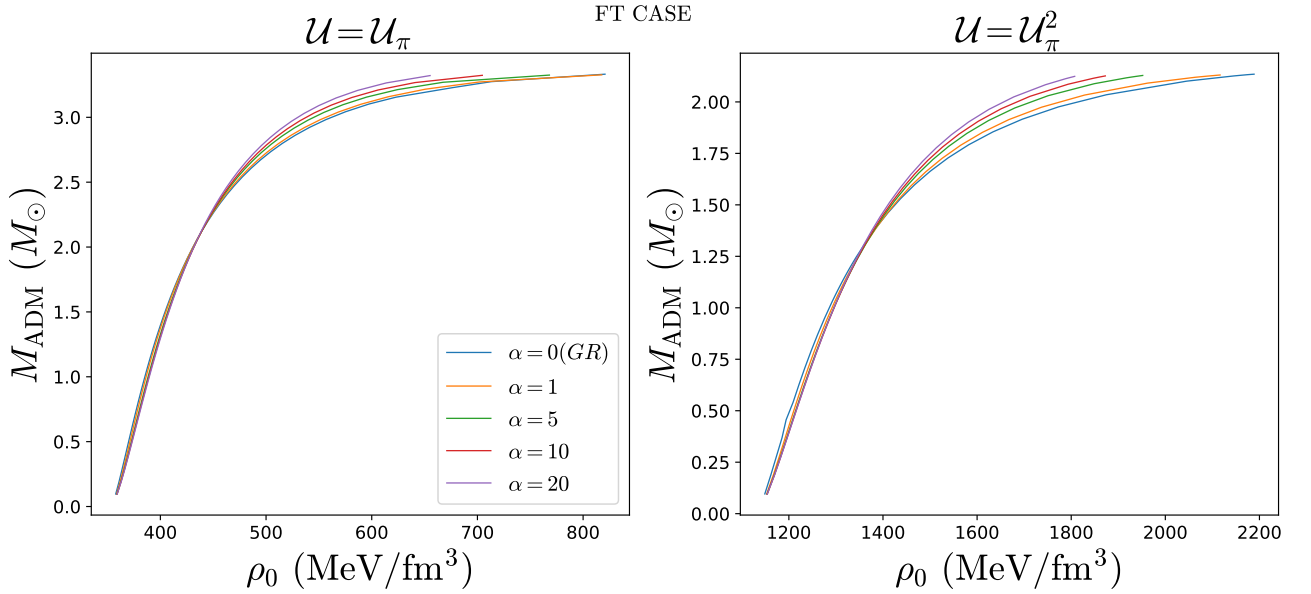 FT CASE
𝒰 = 𝒰π
M_ADM (M⊙)
3.0
2.5
2.0
1.5
1.0
0.5
0.0
α = 0(GR)
α = 1
α = 5
α = 10
α = 20
400 500 600 700 800
ρ₀ (MeV/fm³)
𝒰 = 𝒰π²
M_ADM (M⊙)
2.00
1.75
1.50
1.25
1.00
0.75
0.50
0.25
0.00
1200 1400 1600 1800 2000 2200
ρ₀ (MeV/fm³)